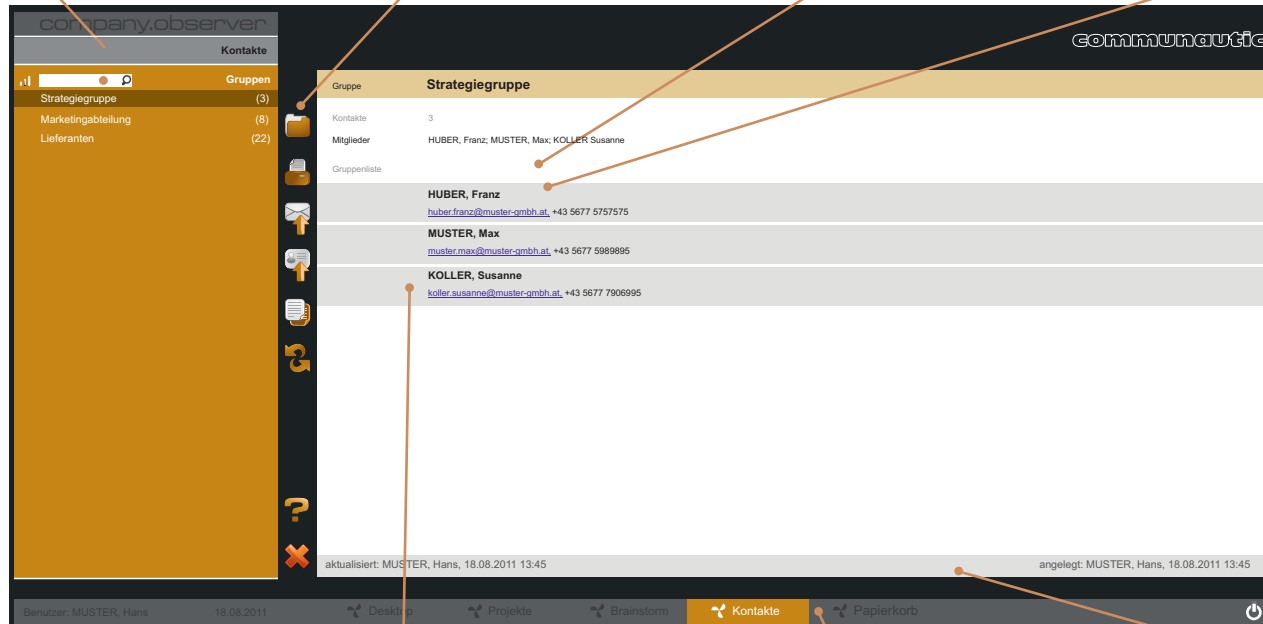 company.observer
Kontakte
communautic
Gruppen
Strategiegruppe (3)
Marketingabteilung (8)
Lieferanten (22)
Gruppe Strategiegruppe
Kontakte 3
Mitglieder HUBER, Franz; MUSTER, Max; KOLLER Susanne
Gruppenliste
HUBER, Franz
huber.franz@muster-gmbh.at, +43 5677 5757575
MUSTER, Max
muster.max@muster-gmbh.at, +43 5677 5989895
KOLLER, Susanne
koller.susanne@muster-gmbh.at, +43 5677 7906995
aktualisiert: MUSTER, Hans, 18.08.2011 13:45 angelegt: MUSTER, Hans, 18.08.2011 13:45
Benutzer: MUSTER, Hans 18.08.2011 Desktop Projekte Brainstorm Kontakte Papierkorb